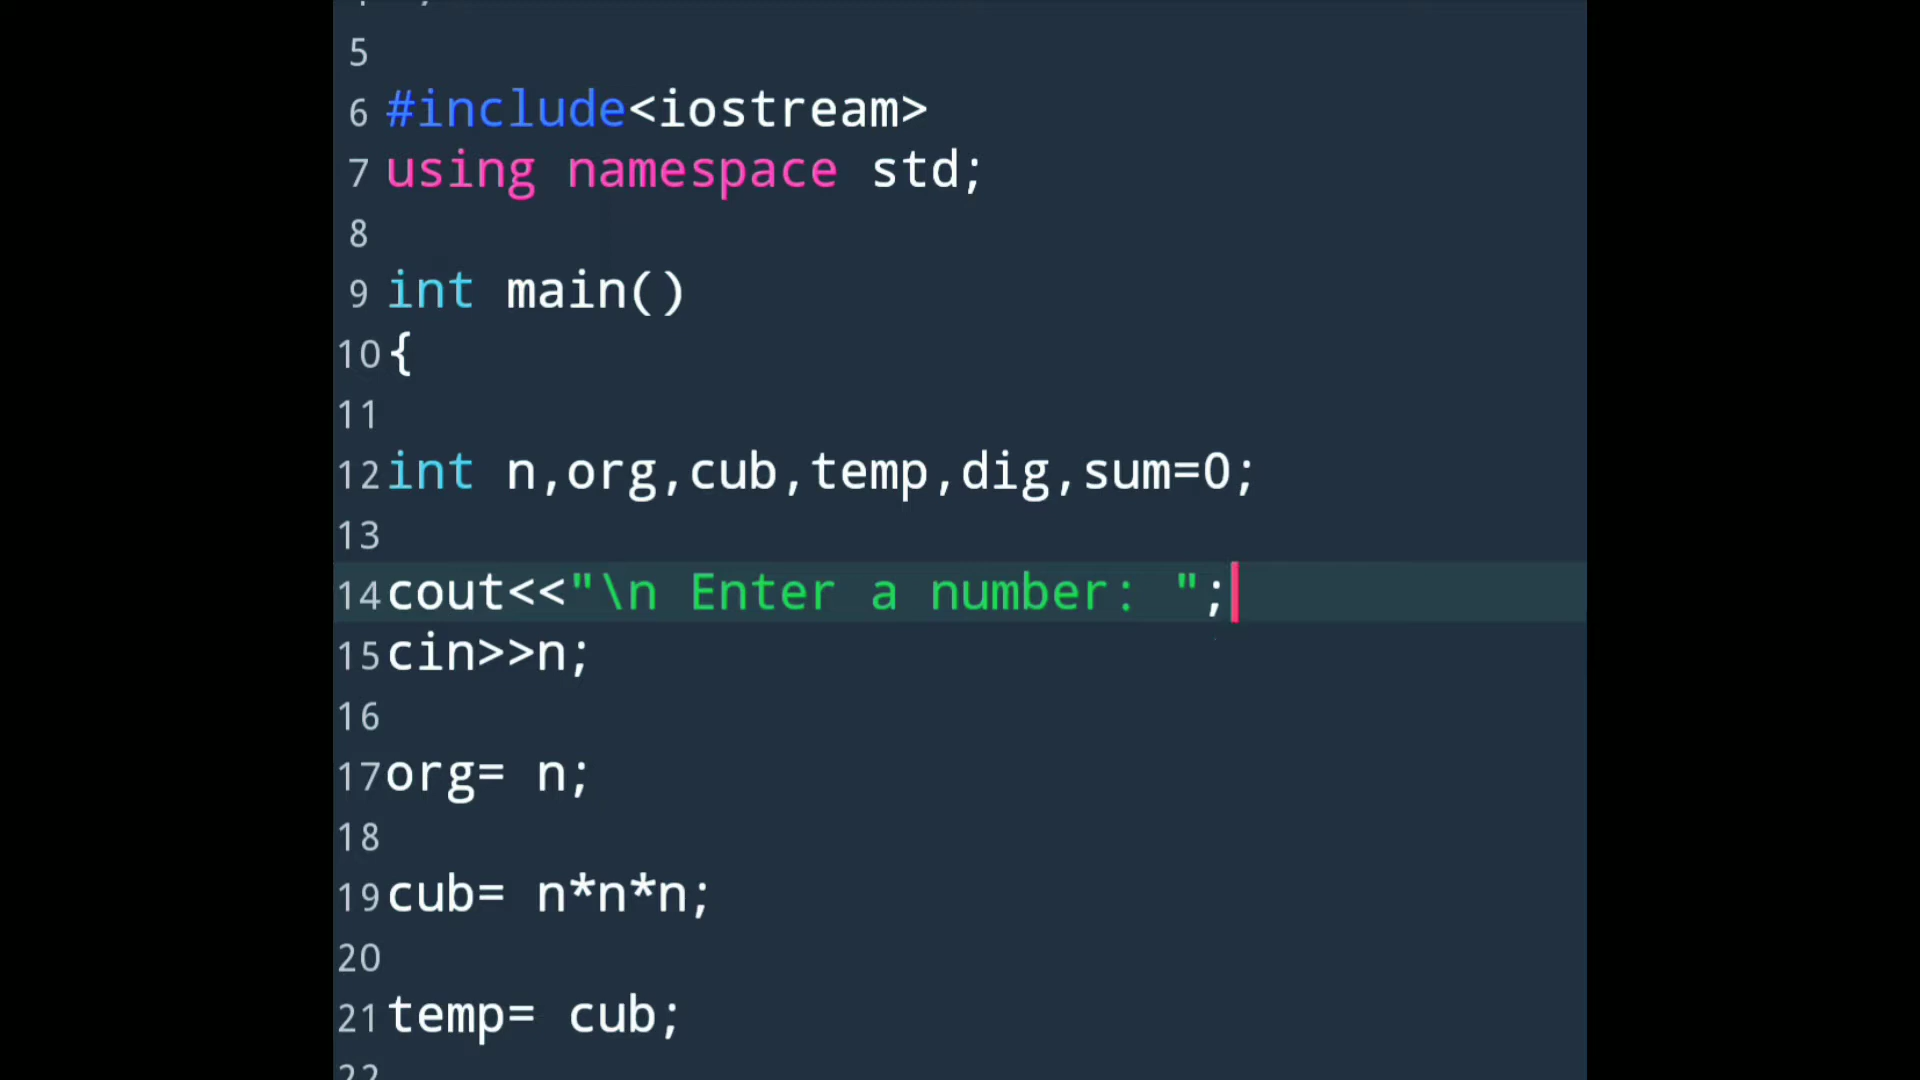 5
6 #include<iostream>
7 using namespace std;
8
9 int main()
10 {
11
12 int n,org,cub,temp,dig,sum=0;
13
14 cout<<"\n Enter a number: ";
15 cin>>n;
16
17 org= n;
18
19 cub= n*n*n;
20
21 temp= cub;
22